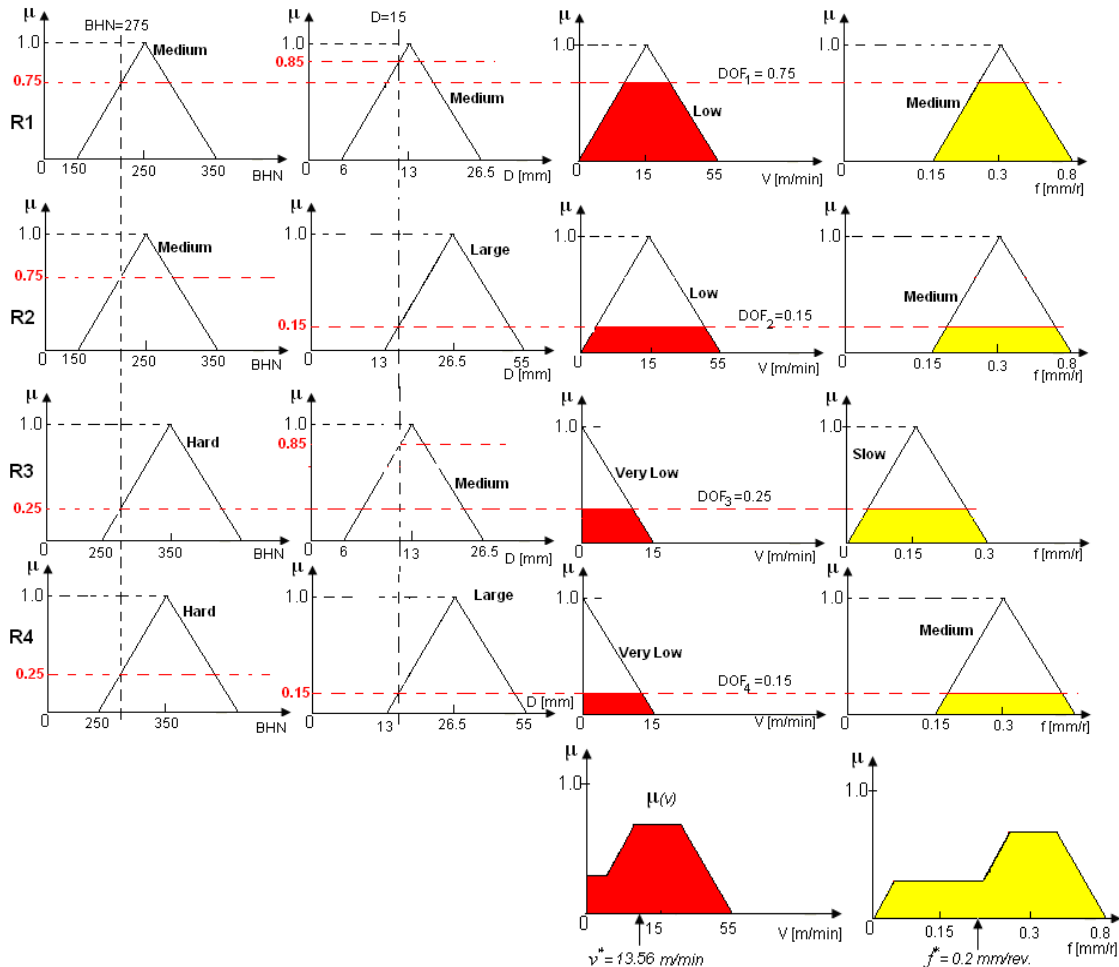 μ BHN=275 μ D=15 μ μ
1.0 Medium 1.0 1.0 1.0
0.85
0.75 DOF1 = 0.75
R1 Medium Low Medium
0 150 250 350 BHN 0 6 13 26.5 D [mm] 0 15 55 V [m/min] 0 0.15 0.3 0.8 f [mm/r]
μ μ μ μ
1.0 Medium 1.0 Large 1.0 1.0
0.75 Low Medium
R2 0.15 DOF2=0.15
0 150 250 350 BHN 0 13 26.5 55 D [mm] 15 55 V [m/min] 0 0.15 0.3 0.8 f [mm/r]
μ μ μ μ
1.0 Hard 1.0 1.0 1.0
0.85 Slow
R3 Medium Very Low
0.25 DOF3=0.25
0 250 350 BHN 0 6 13 26.5 D [mm] 0 15 V [m/min] 0.15 0.3 f [mm/r]
μ μ μ μ
1.0 Hard 1.0 Large 1.0 1.0
R4 Very Low Medium
0.25 0.15 DOF4=0.15
D [mm]
0 250 350 BHN 0 13 26.5 55 0 15 V [m/min] 0 0.15 0.3 f [mm/r]
μ μ
1.0 μ(v) 1.0
0 15 55 V [m/min] 0 0.15 0.3 0.8 f [mm/r]
v*=13.56 m/min f*=0.2 mm/rev.